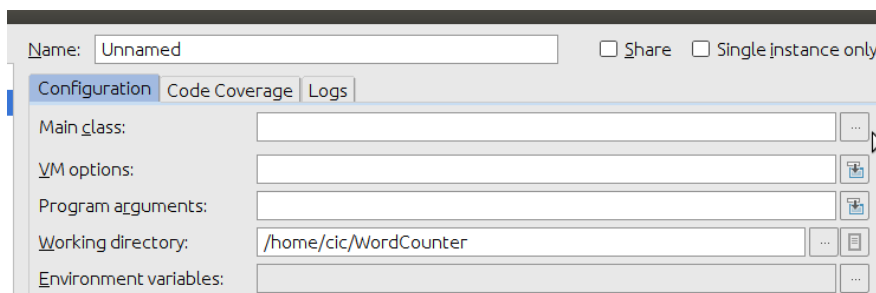 Name: Unnamed Share Single instance only
Configuration Code Coverage Logs
Main class: ...
VM options:
Program arguments:
Working directory: /home/cic/WordCounter ...
Environment variables: ...